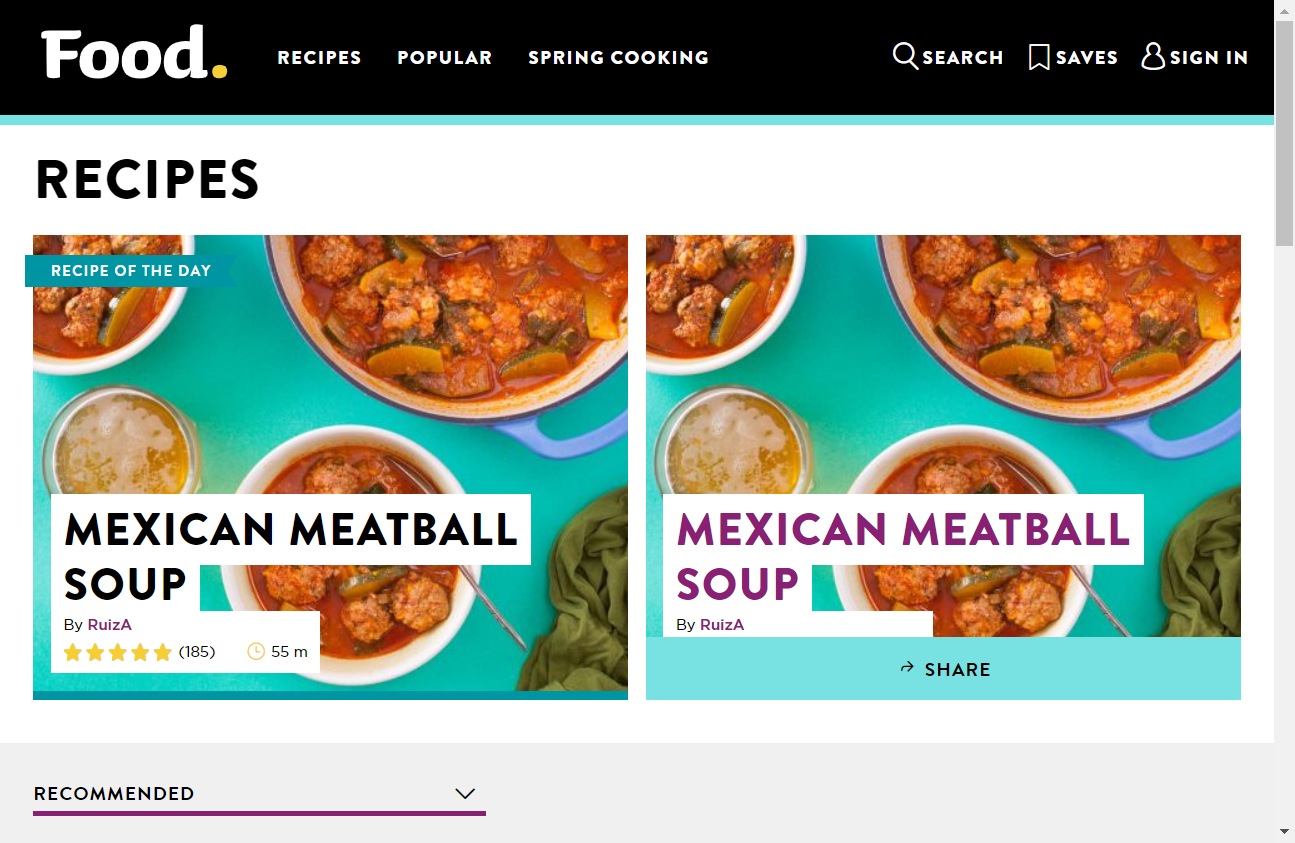 Food.
RECIPES
POPULAR
SPRING COOKING
SEARCH
SAVES
SIGN IN
RECIPES
RECIPE OF THE DAY
MEXICAN MEATBALL
SOUP
By RuizA
(185)
55 m
MEXICAN MEATBALL
SOUP
By RuizA
SHARE
RECOMMENDED